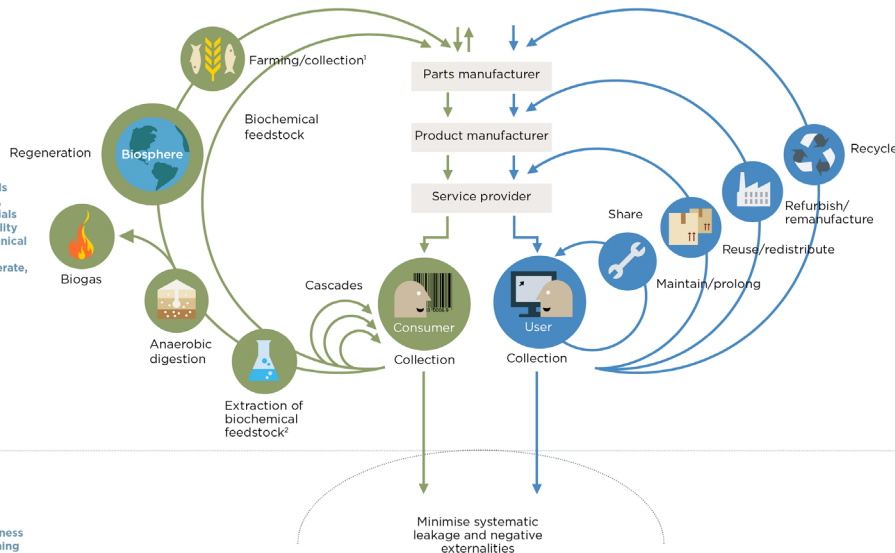 Farming/collection¹
Parts manufacturer
Biochemical
feedstock
Product manufacturer
Regeneration
Biosphere
Recycle
Service provider
Refurbish/
remanufacture
Share
Reuse/redistribute
Biogas
Cascades
Maintain/prolong
Consumer
User
Anaerobic
digestion
Collection
Collection
Extraction of
biochemical
feedstock²
Minimise systematic
leakage and negative
externalities